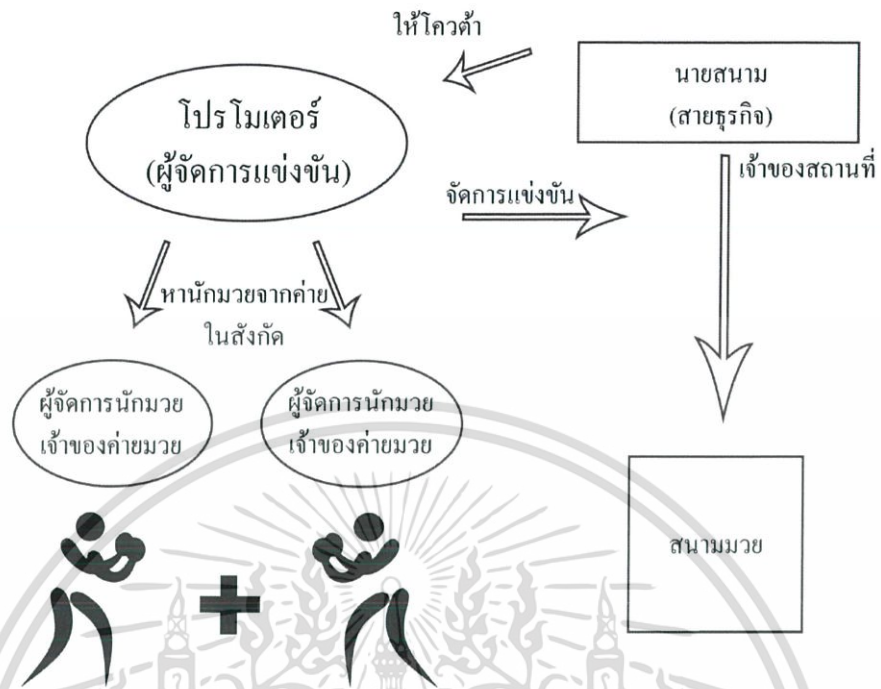 ให้โควต้า
นายสนาม
(สายธุรกิจ)
โปรโมเตอร์
(ผู้จัดการแข่งขัน)
เจ้าของสถานที่
จัดการแข่งขัน
หานักมวยจากค่าย
ในสังกัด
ผู้จัดการนักมวย
เจ้าของค่ายมวย
ผู้จัดการนักมวย
เจ้าของค่ายมวย
สนามมวย